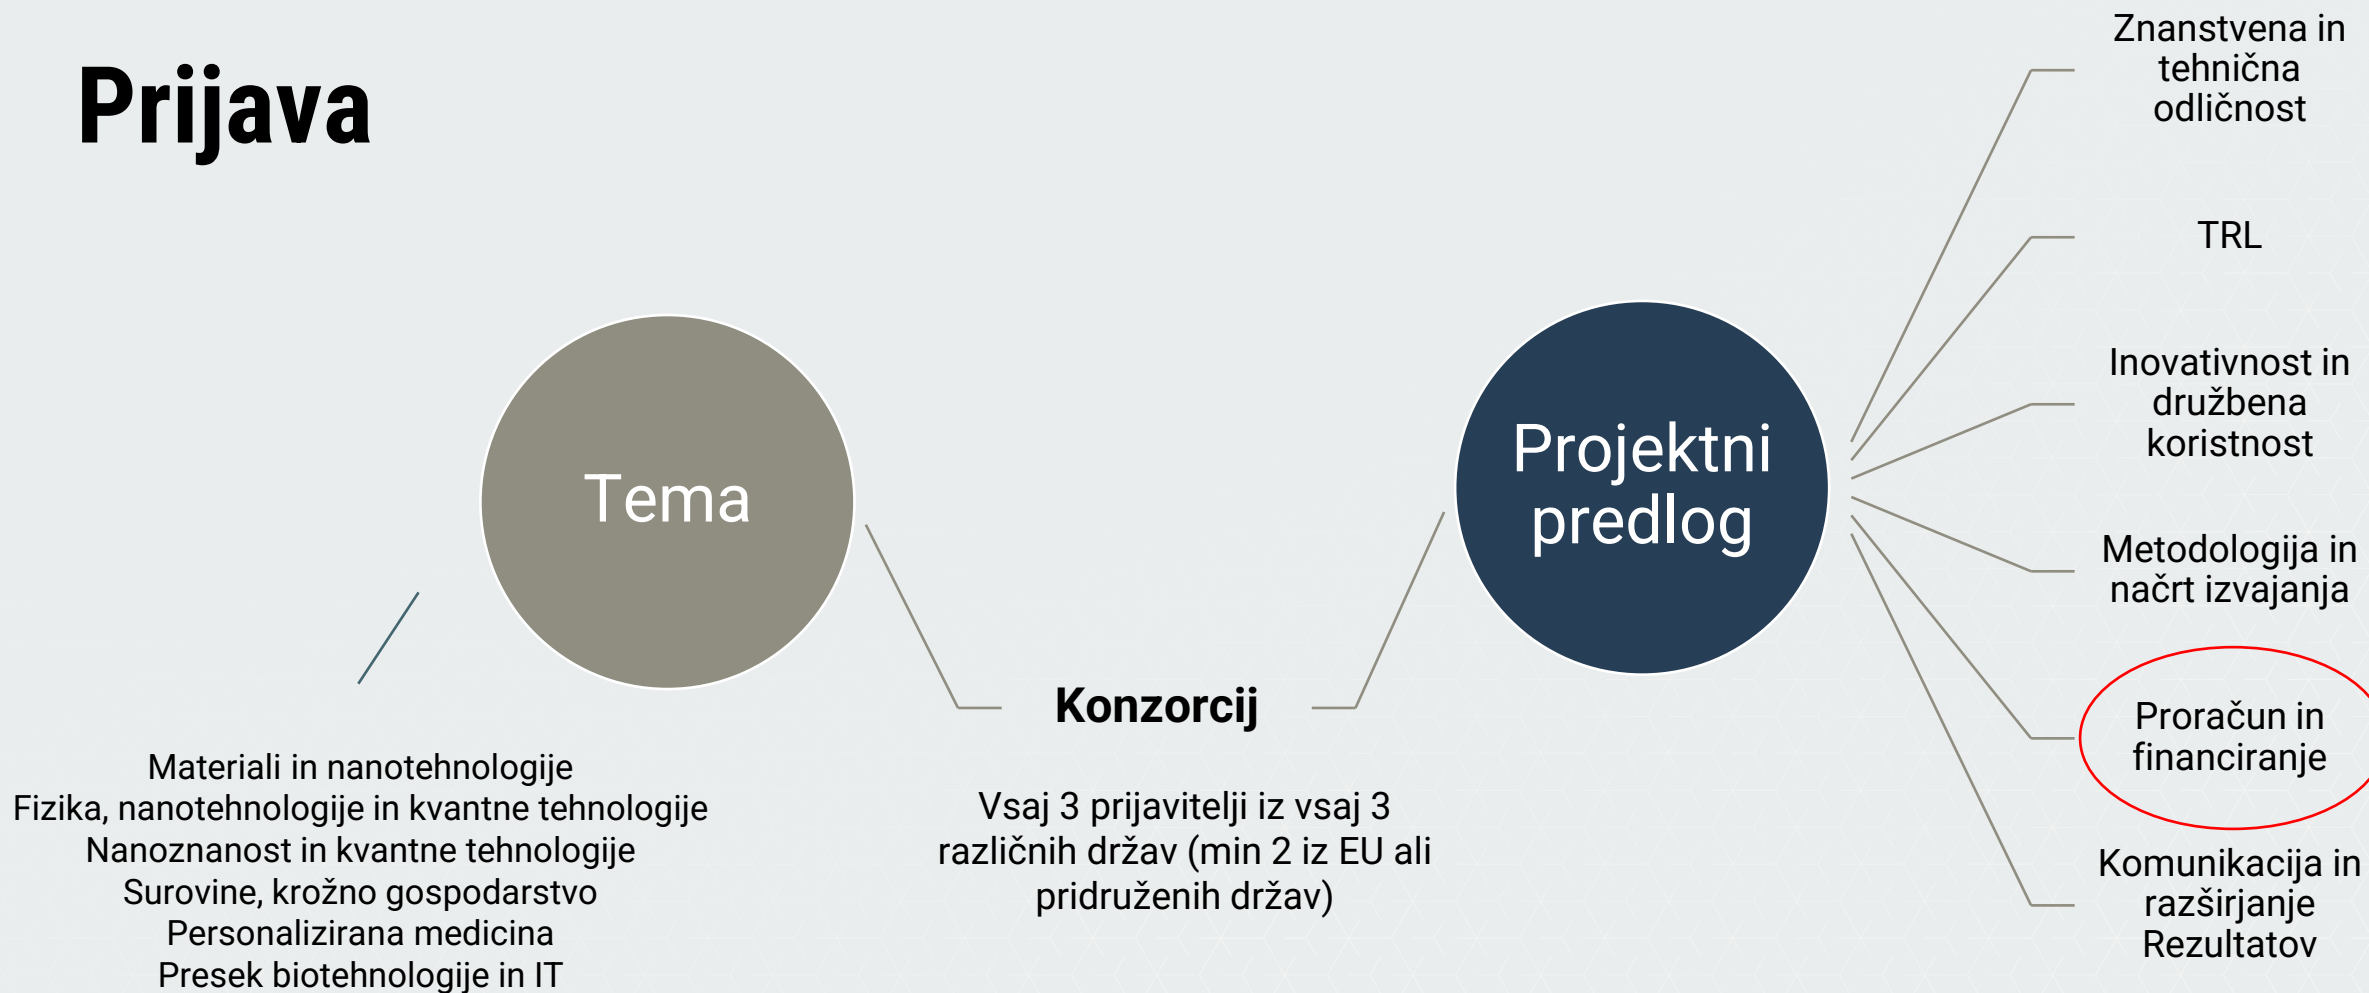 Prijava
Tema
Materiali in nanotehnologije
Fizika, nanotehnologije in kvantne tehnologije
Nanoznanost in kvantne tehnologije
Surovine, krožno gospodarstvo
Personalizirana medicina
Presek biotehnologije in IT
Konzorcij
Vsaj 3 prijavitelji iz vsaj 3
različnih držav (min 2 iz EU ali
pridruženih držav)
Projektni
predlog
Znanstvena in
tehnična
odličnost
TRL
Inovativnost in
družbena
koristnost
Metodologija in
načrt izvajanja
Proračun in
financiranje
Komunikacija in
razširjanje
Rezultatov